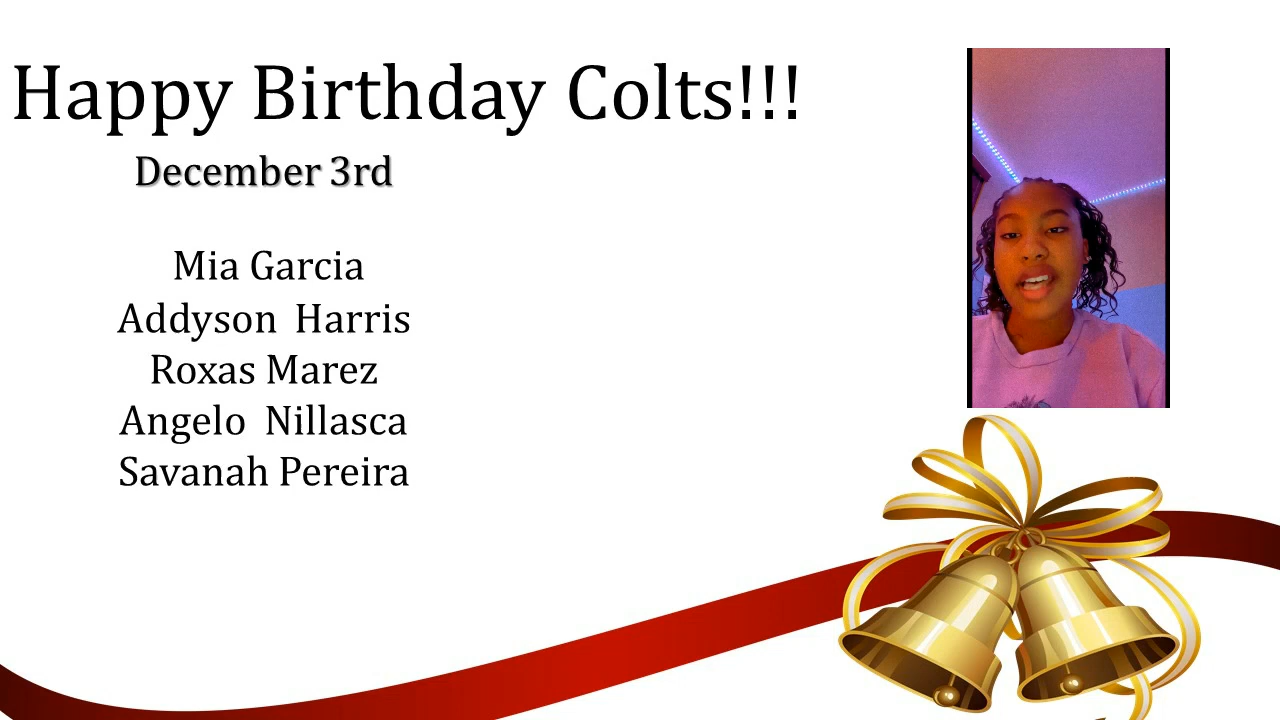 Happy Birthday Colts!!!
December 3rd
Mia Garcia
Addyson Harris
Roxas Marez
Angelo Nillasca
Savanah Pereira